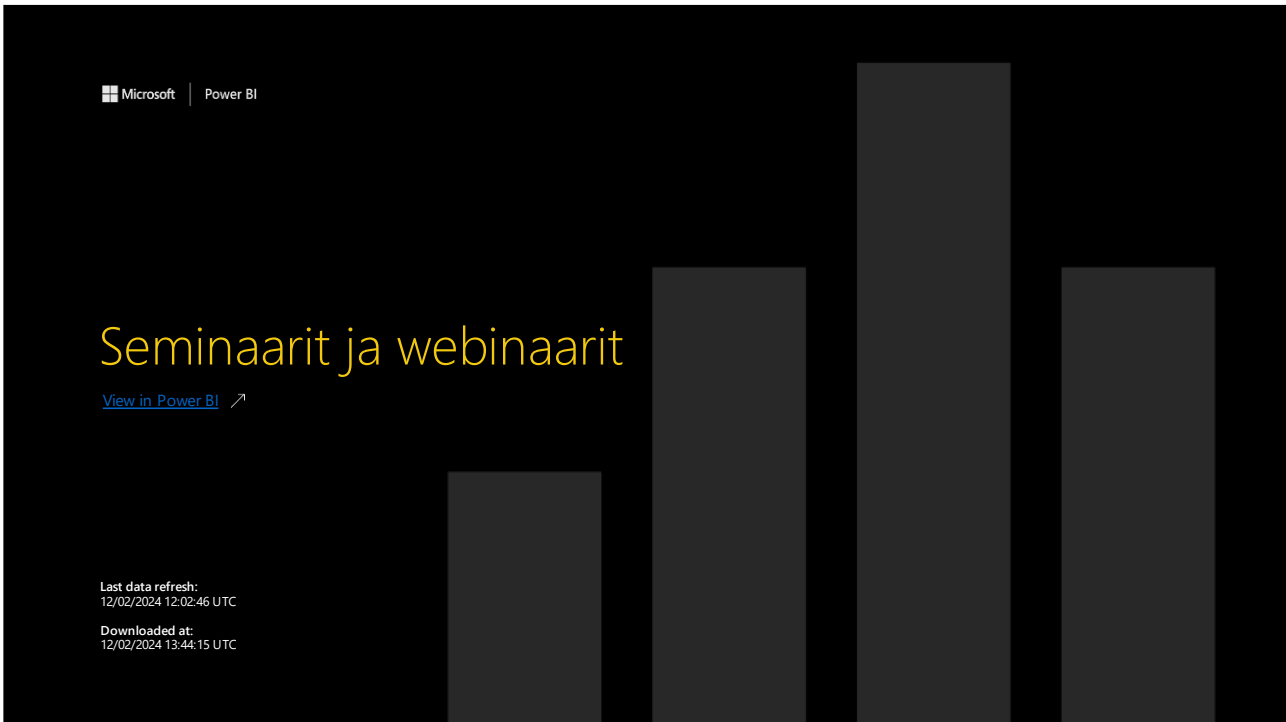 Microsoft | Power BI
Seminaarit ja webinaarit
View in Power BI
Last data refresh:
12/02/2024 12:02:46 UTC
Downloaded at:
12/02/2024 13:44:15 UTC